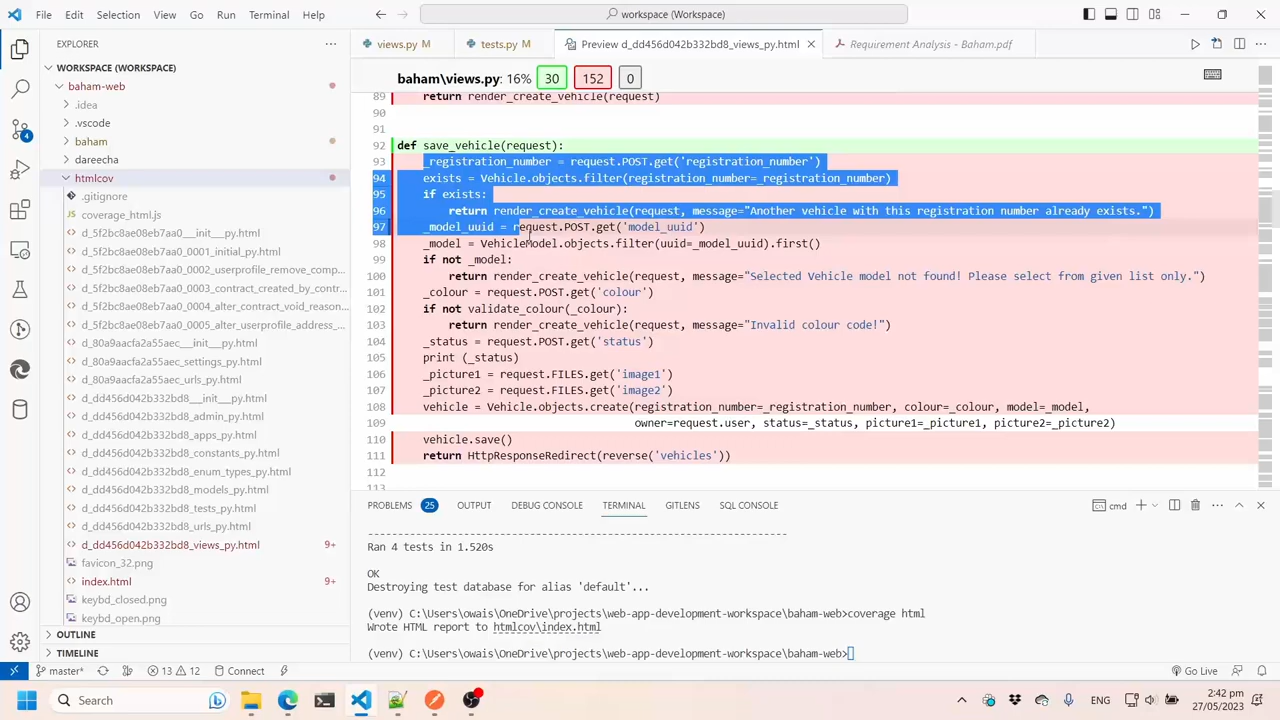 File Edit Selection View Go Run Terminal Help
workspace (Workspace)
EXPLORER
views.py M
tests.py M
Preview d_dd456d042b332bd8_views_py.html
Requirement Analysis - Baham.pdf
WORKSPACE (WORKSPACE)
baham-web
.idea
.vscode
baham
dareecha
htmlcov
.gitignore
coverage_html.js
d_5f2bc8ae08eb7aa0___init___py.html
d_5f2bc8ae08eb7aa0_0001_initial_py.html
d_5f2bc8ae08eb7aa0_0002_userprofile_remove_comp...
d_5f2bc8ae08eb7aa0_0003_contract_created_by_contr...
d_5f2bc8ae08eb7aa0_0004_alter_contract_void_reason...
d_5f2bc8ae08eb7aa0_0005_alter_userprofile_address_...
d_80a9aacfa2a55aec___init___py.html
d_80a9aacfa2a55aec_settings_py.html
d_80a9aacfa2a55aec_urls_py.html
d_dd456d042b332bd8___init___py.html
d_dd456d042b332bd8_admin_py.html
d_dd456d042b332bd8_apps_py.html
d_dd456d042b332bd8_constants_py.html
d_dd456d042b332bd8_enum_types_py.html
d_dd456d042b332bd8_models_py.html
d_dd456d042b332bd8_tests_py.html
d_dd456d042b332bd8_urls_py.html
d_dd456d042b332bd8_views_py.html 9+
favicon_32.png
index.html 9+
keybd_closed.png
keybd_open.png
OUTLINE
TIMELINE
baham\views.py: 16% 30 152 0
89 return render_create_vehicle(request)
90
91
92 def save_vehicle(request):
93 _registration_number = request.POST.get('registration_number')
94 exists = Vehicle.objects.filter(registration_number=_registration_number)
95 if exists:
96 return render_create_vehicle(request, message="Another vehicle with this registration number already exists.")
97 _model_uuid = request.POST.get('model_uuid')
98 _model = VehicleModel.objects.filter(uuid=_model_uuid).first()
99 if not _model:
100 return render_create_vehicle(request, message="Selected Vehicle model not found! Please select from given list only.")
101 _colour = request.POST.get('colour')
102 if not validate_colour(_colour):
103 return render_create_vehicle(request, message="Invalid colour code!")
104 _status = request.POST.get('status')
105 print (_status)
106 _picture1 = request.FILES.get('image1')
107 _picture2 = request.FILES.get('image2')
108 vehicle = Vehicle.objects.create(registration_number=_registration_number, colour=_colour, model=_model,
109 owner=request.user, status=_status, picture1=_picture1, picture2=_picture2)
110 vehicle.save()
111 return HttpResponseRedirect(reverse('vehicles'))
112
113
PROBLEMS 25 OUTPUT DEBUG CONSOLE TERMINAL GITLENS SQL CONSOLE
cmd
----------------------------------------------------------------------
Ran 4 tests in 1.520s
OK
Destroying test database for alias 'default'...
(venv) C:\Users\owais\OneDrive\projects\web-app-development-workspace\baham-web>coverage html
Wrote HTML report to htmlcov\index.html
(venv) C:\Users\owais\OneDrive\projects\web-app-development-workspace\baham-web>
4
master* 13 12 Connect Go Live
Search
ENG
2:42 pm
27/05/2023